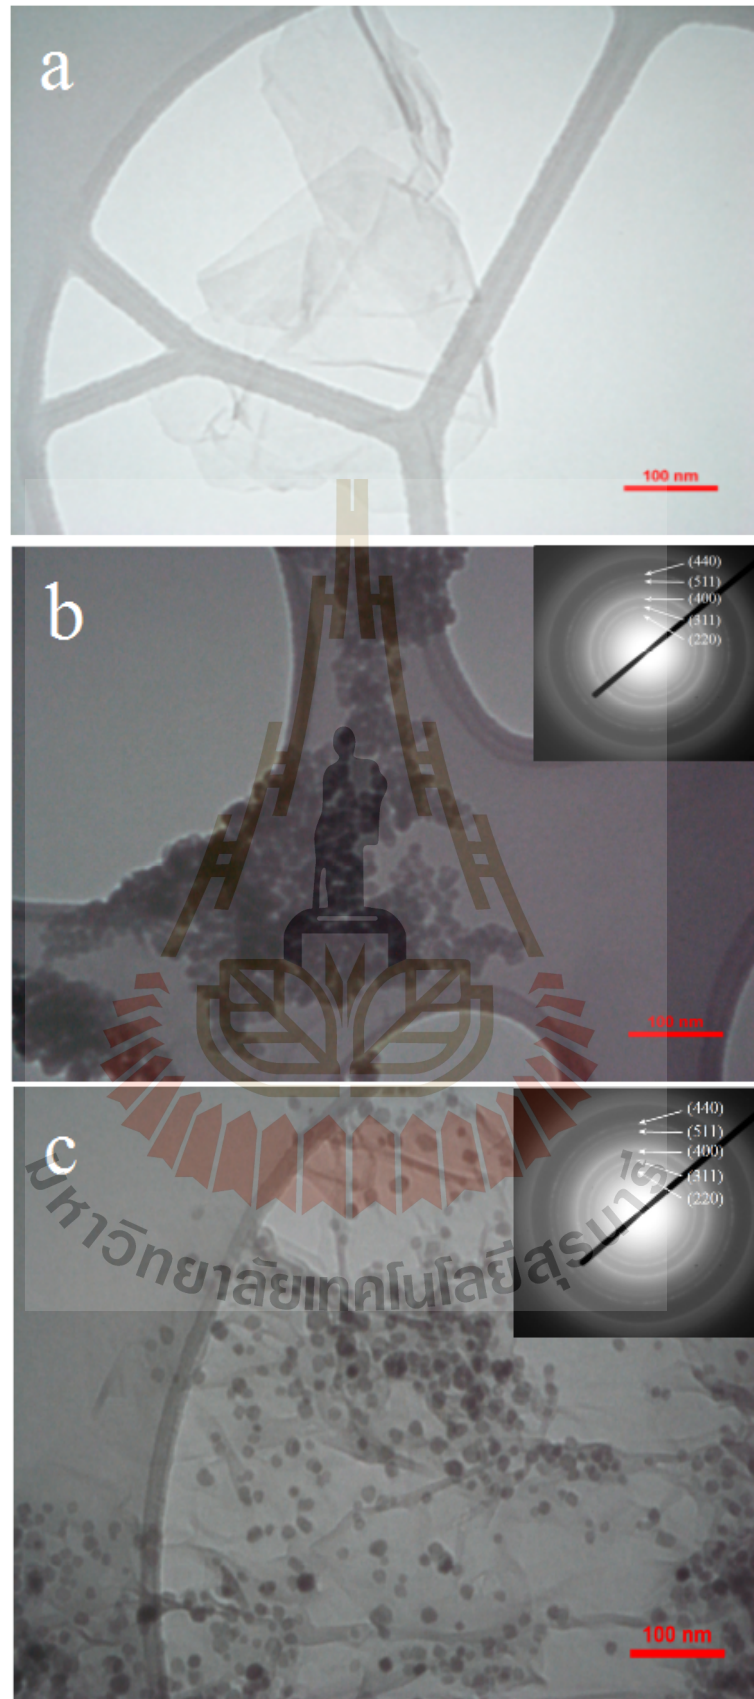 a
100 nm
b
(440)
(511)
(400)
(311)
(220)
100 nm
c
(440)
(511)
(400)
(311)
(220)
มหาวิทยาลัยเทคโนโลยีสุรนารี
100 nm